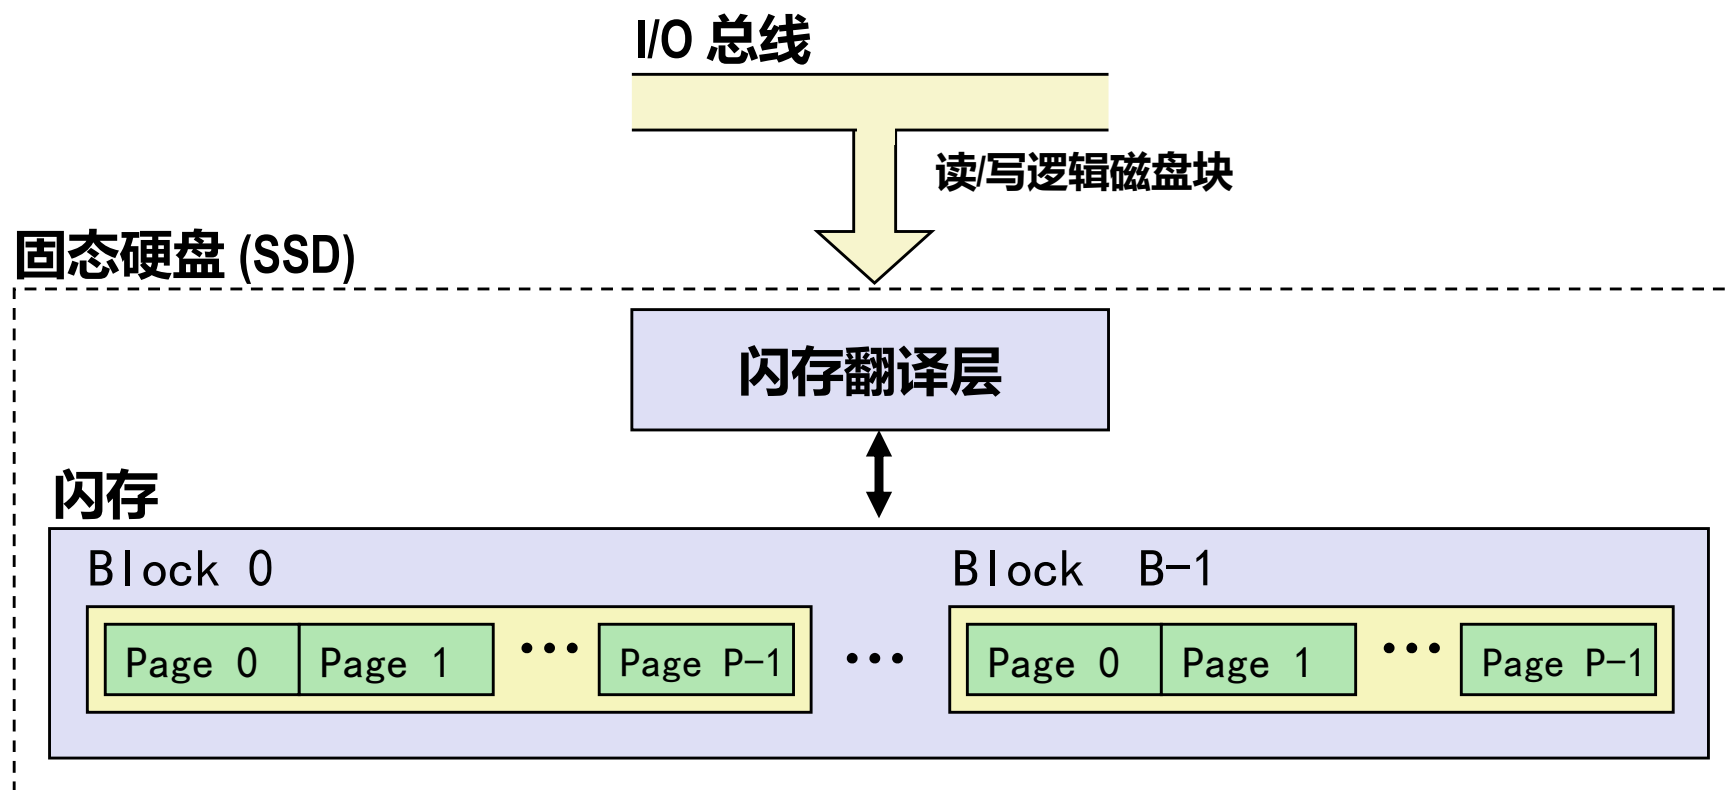 I/O 总线
读/写逻辑磁盘块
固态硬盘 (SSD)
闪存翻译层
闪存
Block 0
Block B-1
Page 0 Page 1 ··· Page P-1 ··· Page 0 Page 1 ··· Page P-1